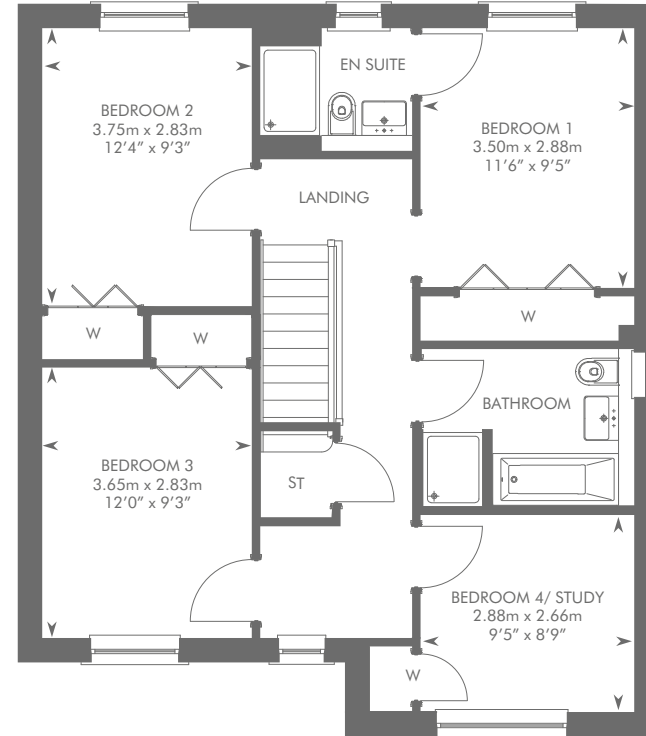 EN SUITE
BEDROOM 2
3.75m x 2.83m
12′4″ x 9′3″
BEDROOM 1
3.50m x 2.88m
11′6″ x 9′5″
LANDING
W
W
W
BATHROOM
BEDROOM 3
3.65m x 2.83m
12′0″ x 9′3″
ST
BEDROOM 4/ STUDY
2.88m x 2.66m
9′5″ x 8′9″
W